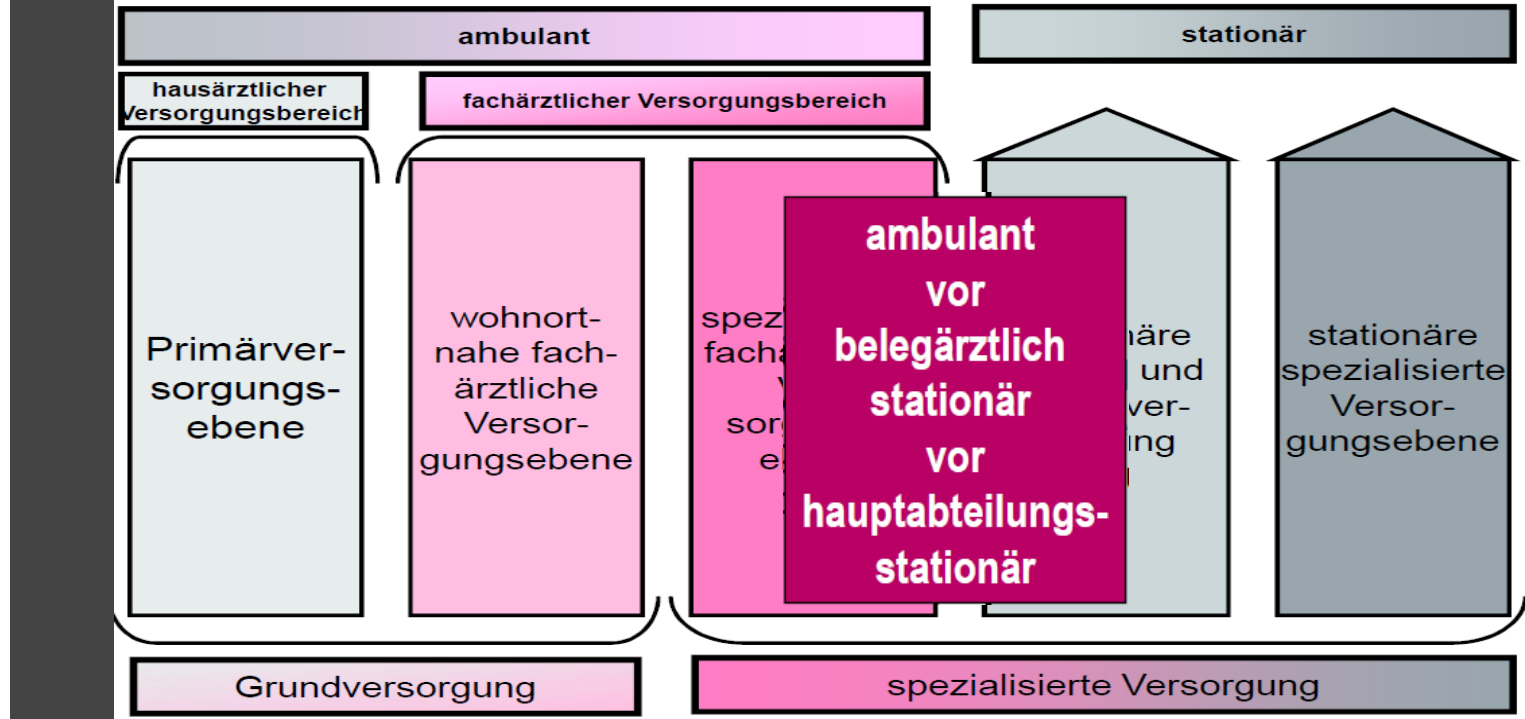 ambulant
stationär
hausärztlicher
Versorgungsbereich
fachärztlicher Versorgungsbereich
Primärver-
sorgungs-
ebene
wohnort-
nahe fach-
ärztliche
Versor-
gungsebene
ambulant
vor
belegärztlich
stationär
vor
hauptabteilungs-
stationär
und
stationäre
spezialisierte
Versor-
gungsebene
Grundversorgung
spezialisierte Versorgung